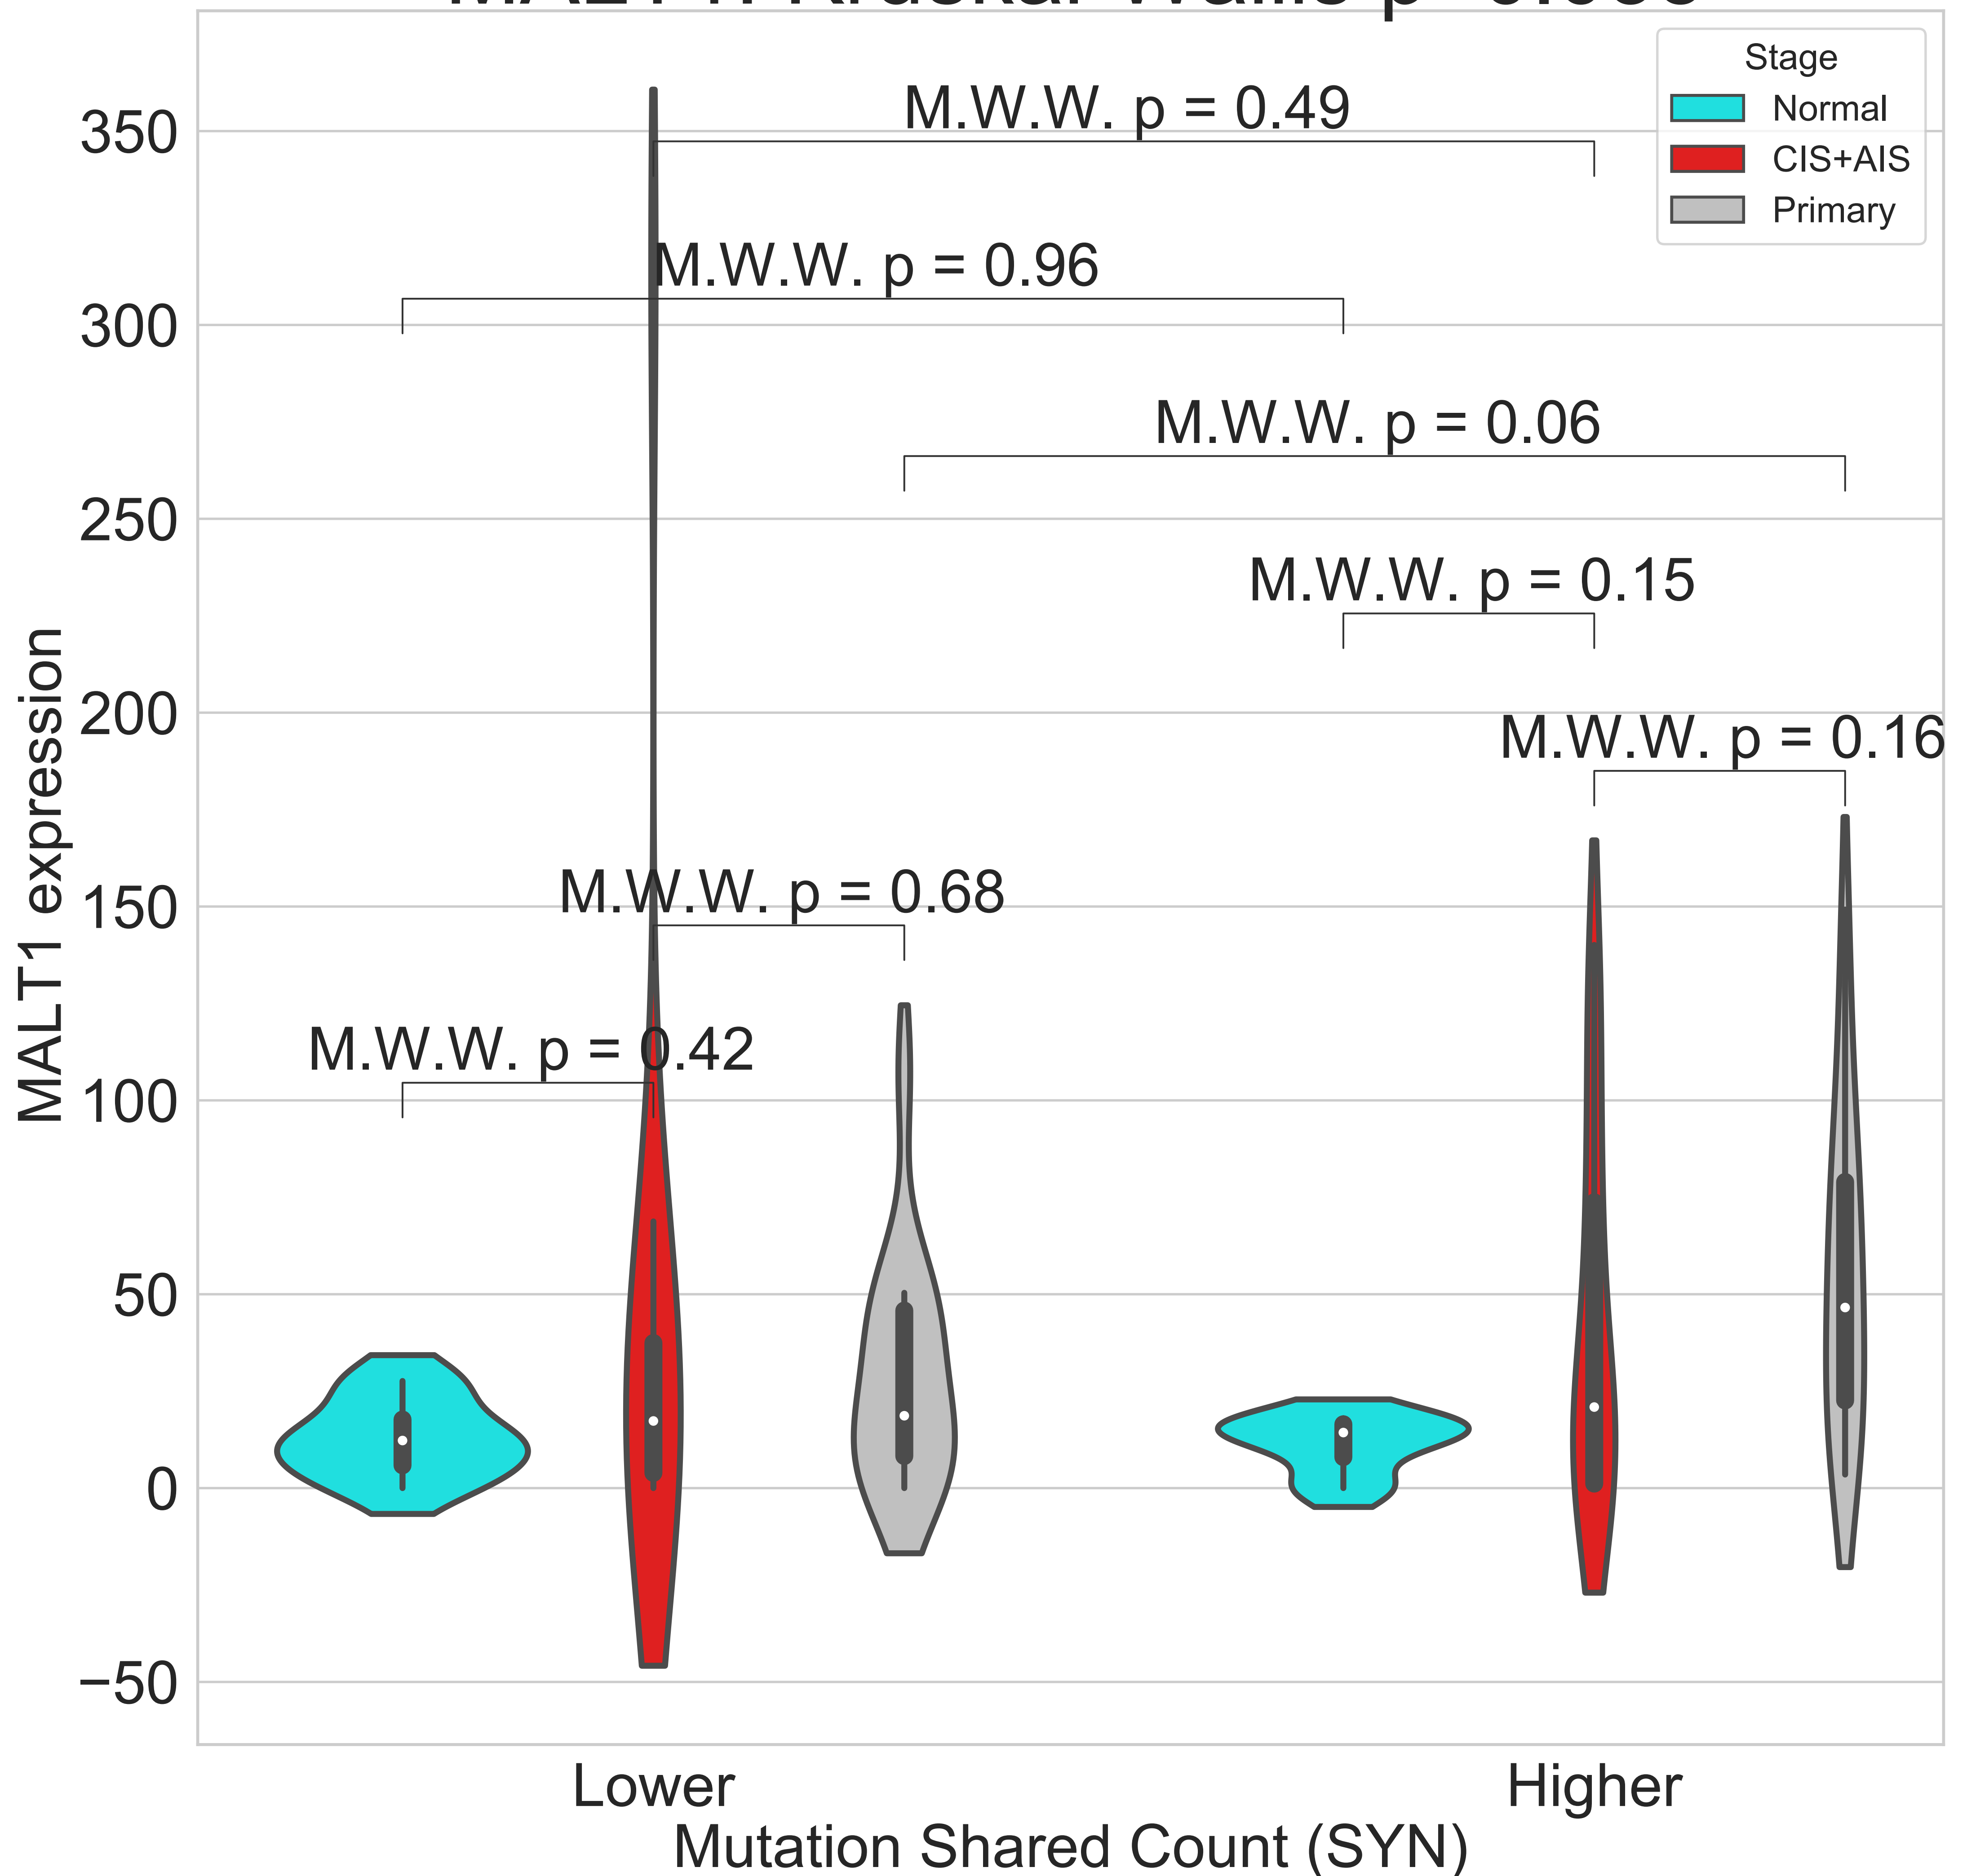 Stage
Normal
CIS+AIS
Primary
M.W.W. p = 0.49
M.W.W. p = 0.96
M.W.W. p = 0.06
M.W.W. p = 0.15
M.W.W. p = 0.16
M.W.W. p = 0.68
M.W.W. p = 0.42
350
300
250
200
150
100
50
0
−50
MALT1 expression
Lower
Higher
Mutation Shared Count (SYN)